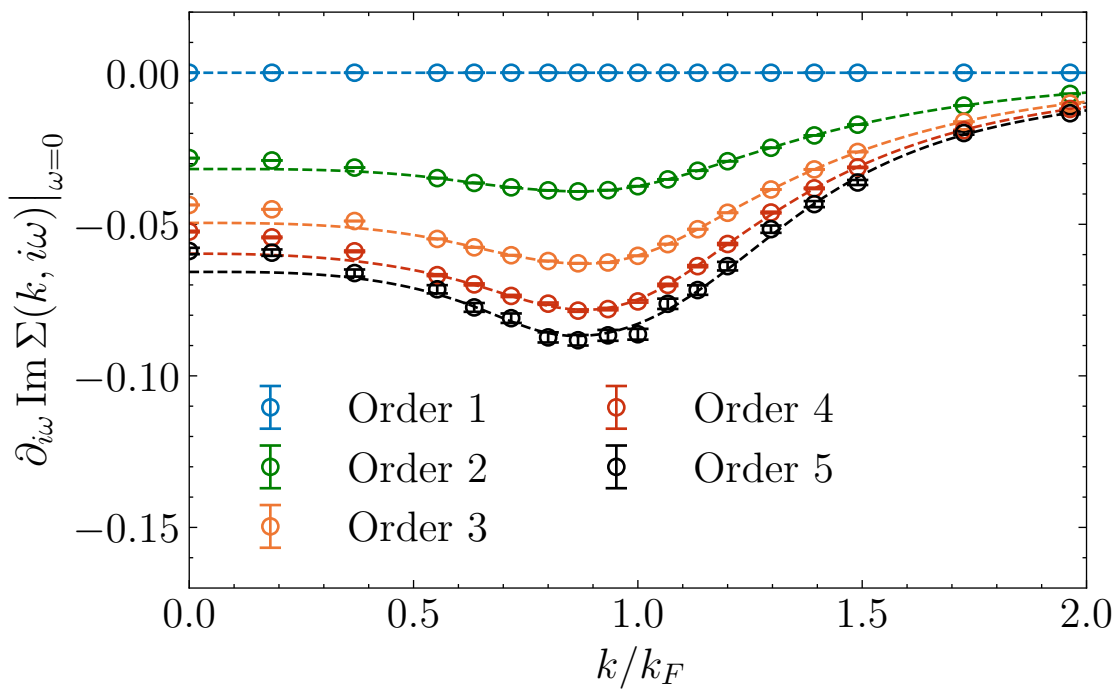 ∂_{iω} Im Σ(k, iω)|_{ω=0}
0.00
−0.05
−0.10
−0.15
Order 1
Order 2
Order 3
Order 4
Order 5
0.0 0.5 1.0 1.5 2.0
k/k_F